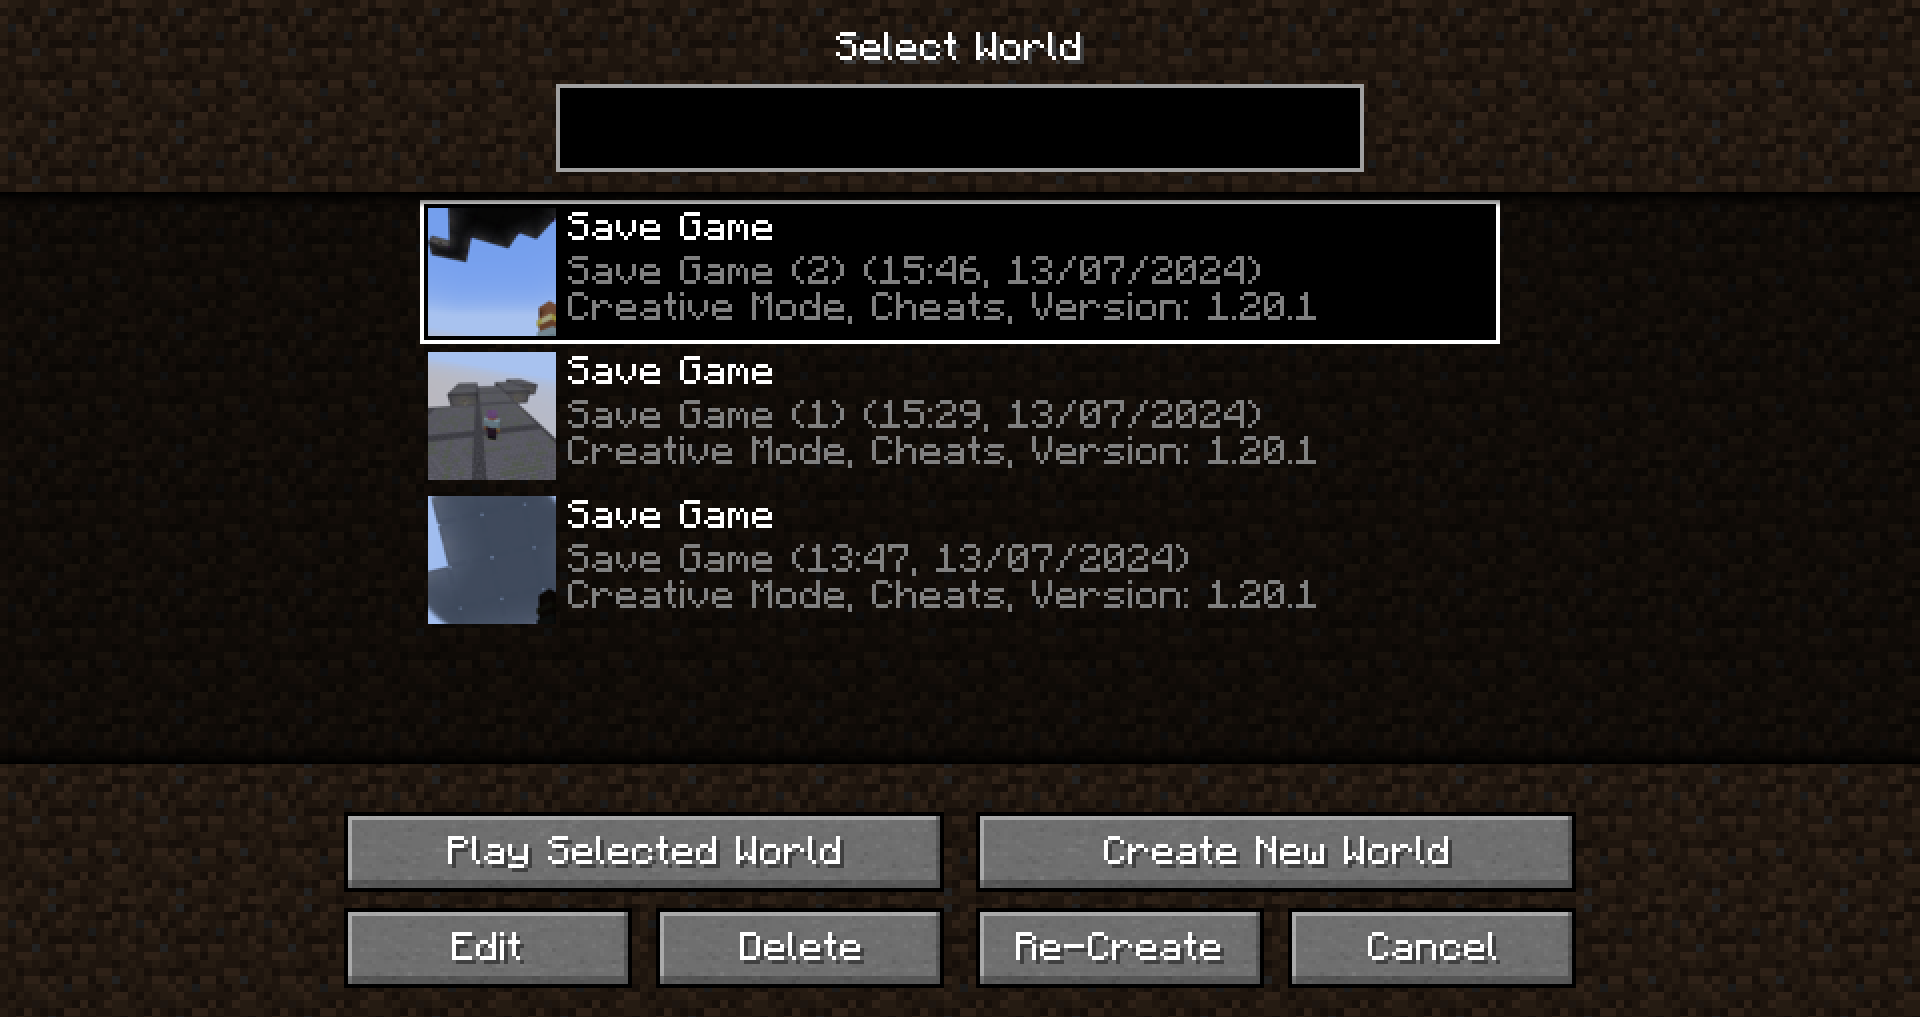 Select World
Save Game
Save Game (2) (15:46, 13/07/2024)
Creative Mode, Cheats, Version: 1.20.1
Save Game
Save Game (1) (15:29, 13/07/2024)
Creative Mode, Cheats, Version: 1.20.1
Save Game
Save Game (13:47, 13/07/2024)
Creative Mode, Cheats, Version: 1.20.1
Play Selected World
Create New World
Edit
Delete
Re-Create
Cancel